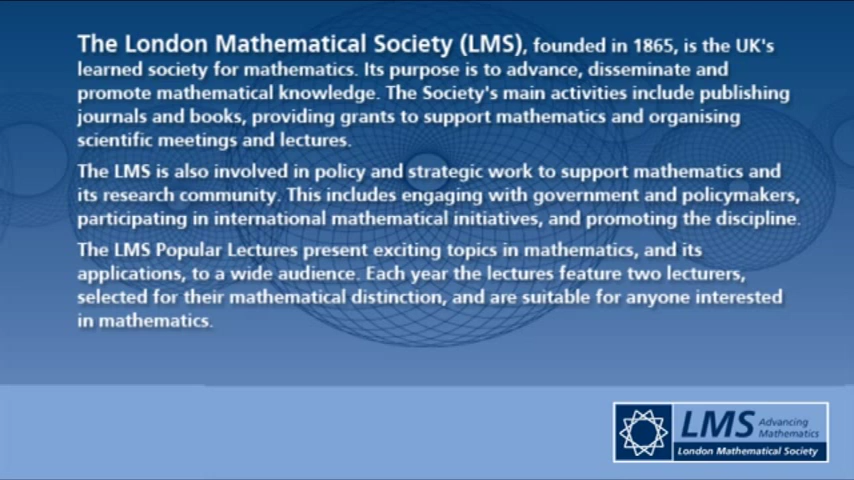 The London Mathematical Society (LMS), founded in 1865, is the UK's
learned society for mathematics. Its purpose is to advance, disseminate and
promote mathematical knowledge. The Society's main activities include publishing
journals and books, providing grants to support mathematics and organising
scientific meetings and lectures.
The LMS is also involved in policy and strategic work to support mathematics and
its research community. This includes engaging with government and policymakers,
participating in international mathematical initiatives, and promoting the discipline.
The LMS Popular Lectures present exciting topics in mathematics, and its
applications, to a wide audience. Each year the lectures feature two lecturers,
selected for their mathematical distinction, and are suitable for anyone interested
in mathematics.
LMS Advancing
Mathematics
London Mathematical Society